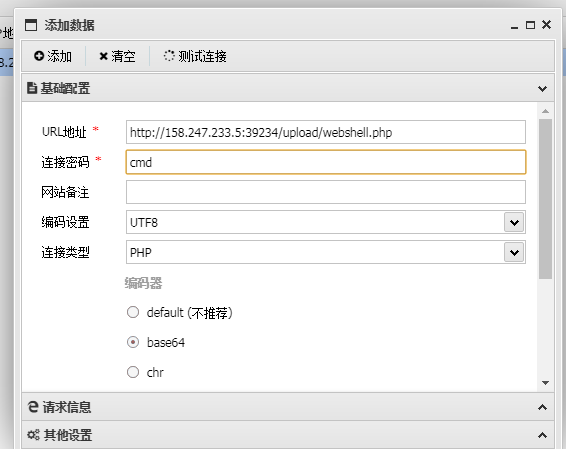 添加数据
添加 清空 测试连接
基础配置
URL地址 * http://158.247.233.5:39234/upload/webshell.php
连接密码 * cmd
网站备注
编码设置 UTF8
连接类型 PHP
编码器
default (不推荐)
base64
chr
请求信息
其他设置